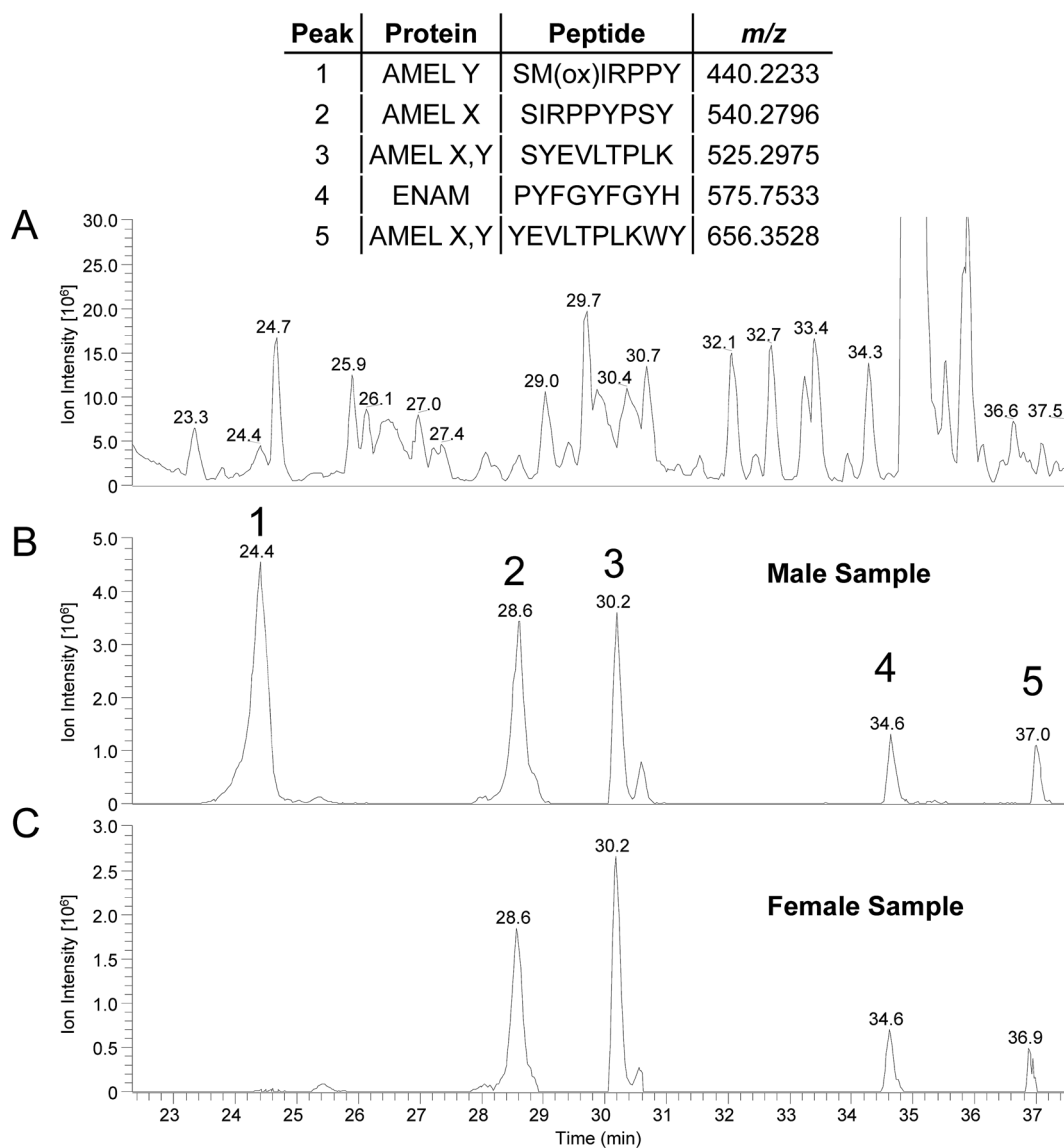 Peak Protein Peptide m/z
1 AMEL Y SM(ox)IRPPY 440.2233
2 AMEL X SIRPPYPSY 540.2796
3 AMEL X,Y SYEVLTPLK 525.2975
4 ENAM PYFGYFGYH 575.7533
5 AMEL X,Y YEVLTPLKWY 656.3528
A
Ion Intensity [10⁶]
30.0
25.0
20.0
15.0
10.0
5.0
0
23.3 24.4 24.7 25.9 26.1 27.0 27.4 29.0 29.7 30.4 30.7 32.1 32.7 33.4 34.3 36.6 37.5
B
Ion Intensity [10⁶]
5.0
4.0
3.0
2.0
1.0
0
Male Sample
1 2 3 4 5
24.4 28.6 30.2 34.6 37.0
C
Ion Intensity [10⁶]
3.0
2.5
2.0
1.5
1.0
0.5
0
Female Sample
28.6 30.2 34.6 36.9
23 24 25 26 27 28 29 30 31 32 33 34 35 36 37
Time (min)